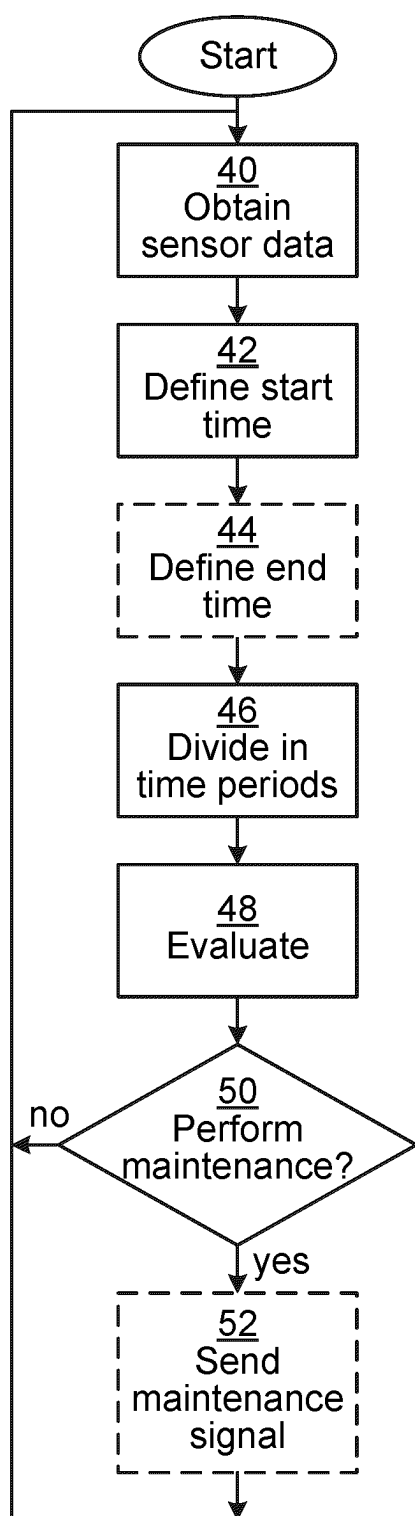 Start
40
Obtain
sensor data
42
Define start
time
44
Define end
time
46
Divide in
time periods
48
Evaluate
50
Perform
maintenance?
no
yes
52
Send
maintenance
signal